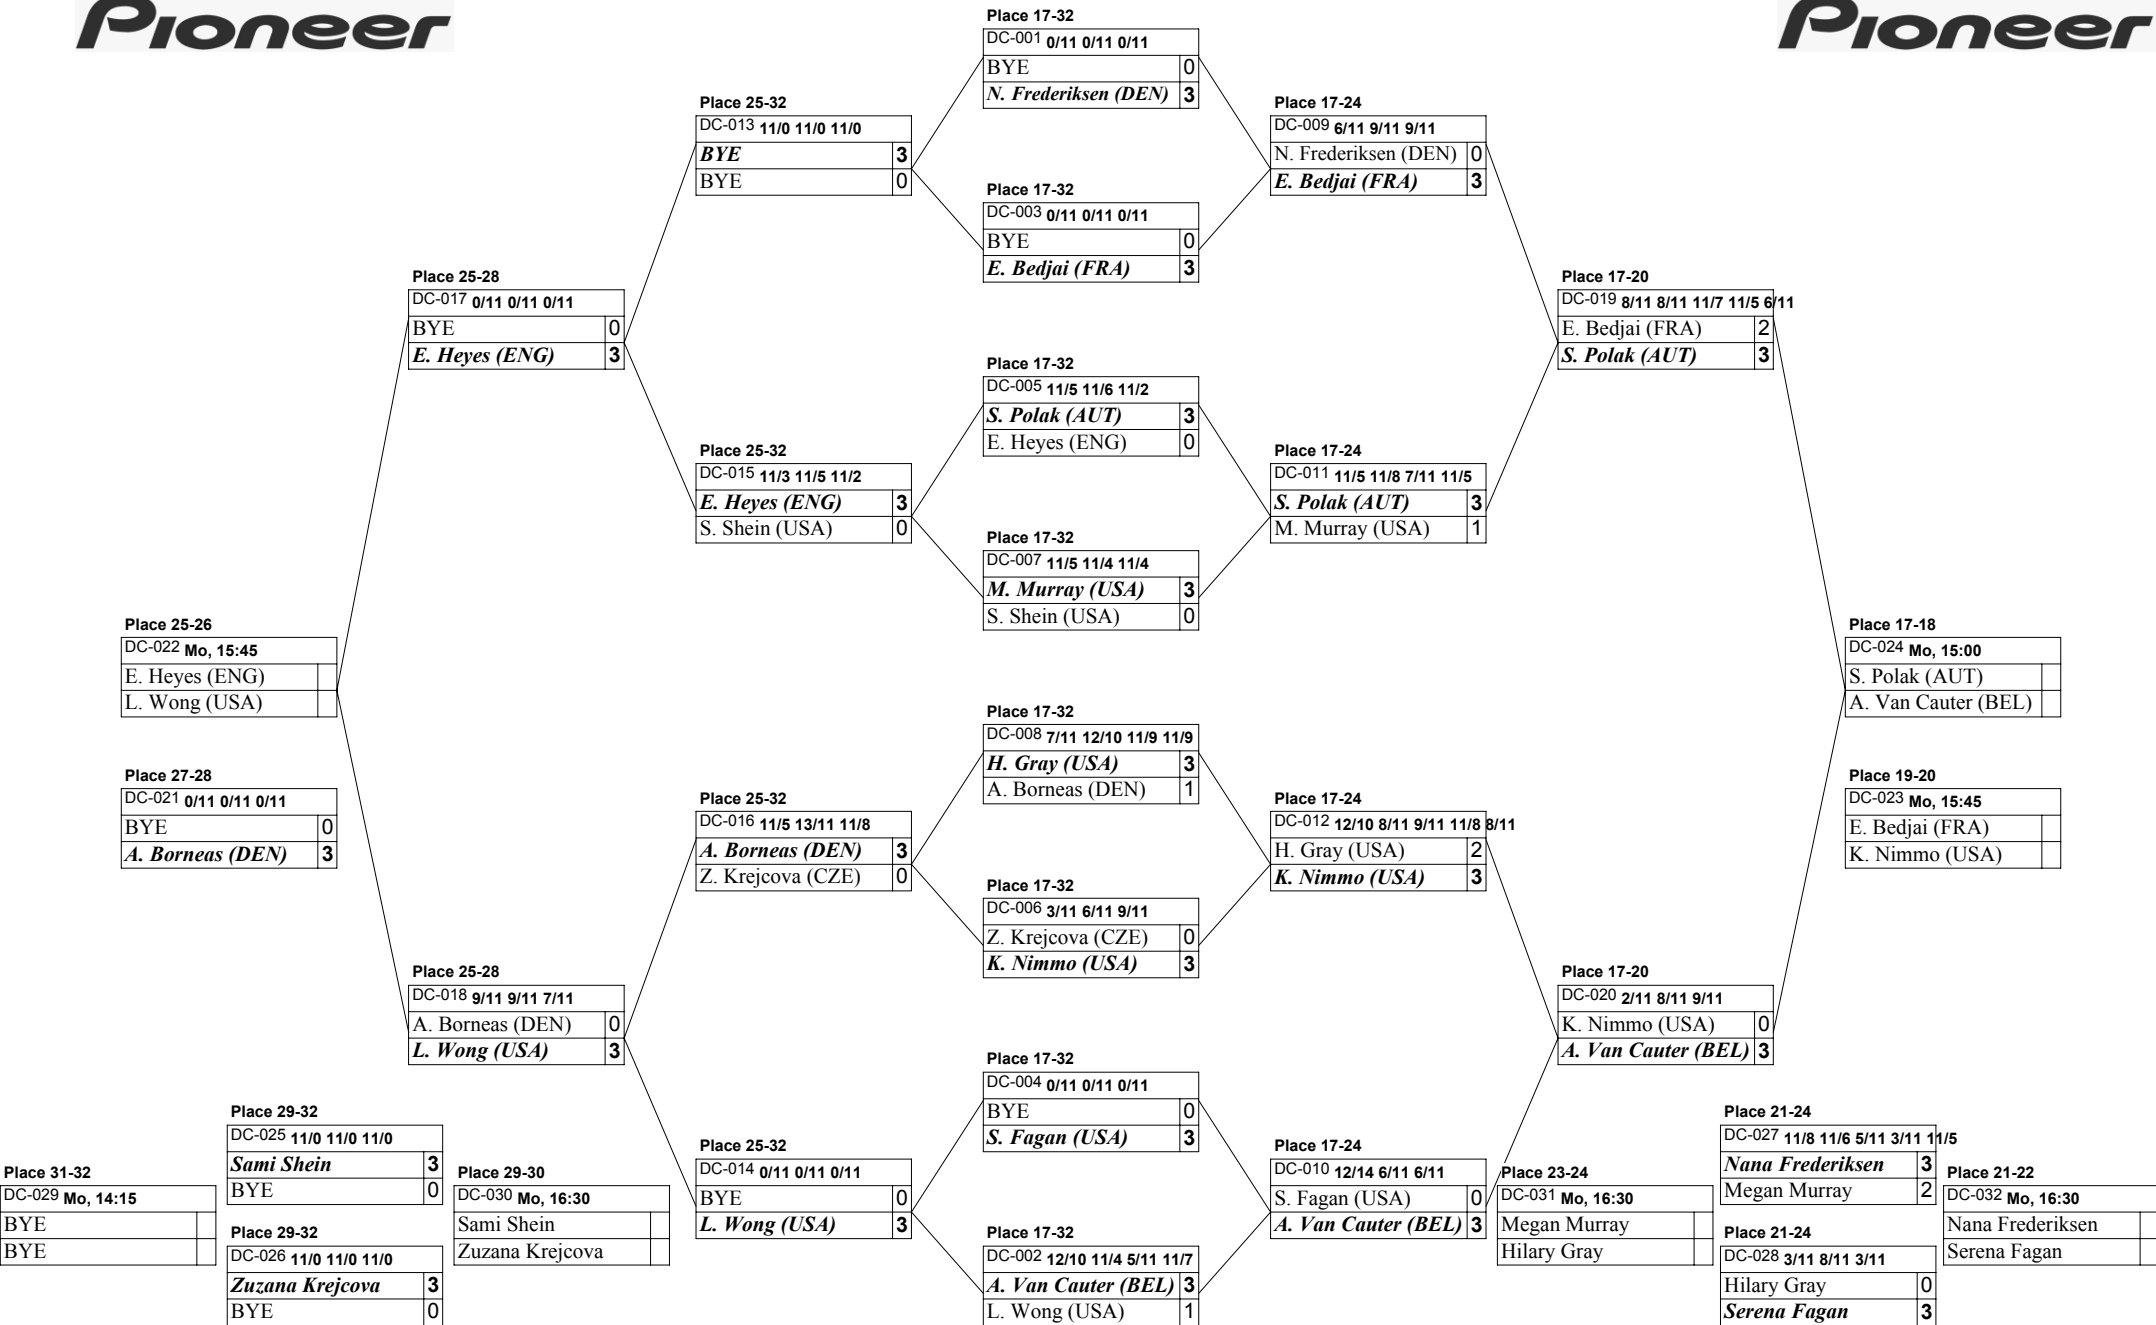 Pioneer
Pioneer
Place 17-32
DC-001 0/11 0/11 0/11
BYE 0
N. Frederiksen (DEN) 3
Place 25-32
DC-013 11/0 11/0 11/0
BYE 3
BYE 0
Place 17-24
DC-009 6/11 9/11 9/11
N. Frederiksen (DEN) 0
E. Bedjai (FRA) 3
Place 17-32
DC-003 0/11 0/11 0/11
BYE 0
E. Bedjai (FRA) 3
Place 25-28
DC-017 0/11 0/11 0/11
BYE 0
E. Heyes (ENG) 3
Place 17-20
DC-019 8/11 8/11 11/7 11/5 6/11
E. Bedjai (FRA) 2
S. Polak (AUT) 3
Place 17-32
DC-005 11/5 11/6 11/2
S. Polak (AUT) 3
E. Heyes (ENG) 0
Place 25-32
DC-015 11/3 11/5 11/2
E. Heyes (ENG) 3
S. Shein (USA) 0
Place 17-24
DC-011 11/5 11/8 7/11 11/5
S. Polak (AUT) 3
M. Murray (USA) 1
Place 17-32
DC-007 11/5 11/4 11/4
M. Murray (USA) 3
S. Shein (USA) 0
Place 25-26
DC-022 Mo, 15:45
E. Heyes (ENG)
L. Wong (USA)
Place 17-18
DC-024 Mo, 15:00
S. Polak (AUT)
A. Van Cauter (BEL)
Place 17-32
DC-008 7/11 12/10 11/9 11/9
H. Gray (USA) 3
A. Borneas (DEN) 1
Place 27-28
DC-021 0/11 0/11 0/11
BYE 0
A. Borneas (DEN) 3
Place 19-20
DC-023 Mo, 15:45
E. Bedjai (FRA)
K. Nimmo (USA)
Place 25-32
DC-016 11/5 13/11 11/8
A. Borneas (DEN) 3
Z. Krejcova (CZE) 0
Place 17-24
DC-012 12/10 8/11 9/11 11/8 8/11
H. Gray (USA) 2
K. Nimmo (USA) 3
Place 17-32
DC-006 3/11 6/11 9/11
Z. Krejcova (CZE) 0
K. Nimmo (USA) 3
Place 25-28
DC-018 9/11 9/11 7/11
A. Borneas (DEN) 0
L. Wong (USA) 3
Place 17-20
DC-020 2/11 8/11 9/11
K. Nimmo (USA) 0
A. Van Cauter (BEL) 3
Place 17-32
DC-004 0/11 0/11 0/11
BYE 0
S. Fagan (USA) 3
Place 29-32
DC-025 11/0 11/0 11/0
Sami Shein 3
BYE 0
Place 21-24
DC-027 11/8 11/6 5/11 3/11 11/5
Nana Frederiksen 3
Megan Murray 2
Place 25-32
DC-014 0/11 0/11 0/11
BYE 0
L. Wong (USA) 3
Place 17-24
DC-010 12/14 6/11 6/11
S. Fagan (USA) 0
A. Van Cauter (BEL) 3
Place 31-32
DC-029 Mo, 14:15
BYE
BYE
Place 29-30
DC-030 Mo, 16:30
Sami Shein
Zuzana Krejcova
Place 23-24
DC-031 Mo, 16:30
Megan Murray
Hilary Gray
Place 21-22
DC-032 Mo, 16:30
Nana Frederiksen
Serena Fagan
Place 29-32
DC-026 11/0 11/0 11/0
Zuzana Krejcova 3
BYE 0
Place 17-32
DC-002 12/10 11/4 5/11 11/7
A. Van Cauter (BEL) 3
L. Wong (USA) 1
Place 21-24
DC-028 3/11 8/11 3/11
Hilary Gray 0
Serena Fagan 3